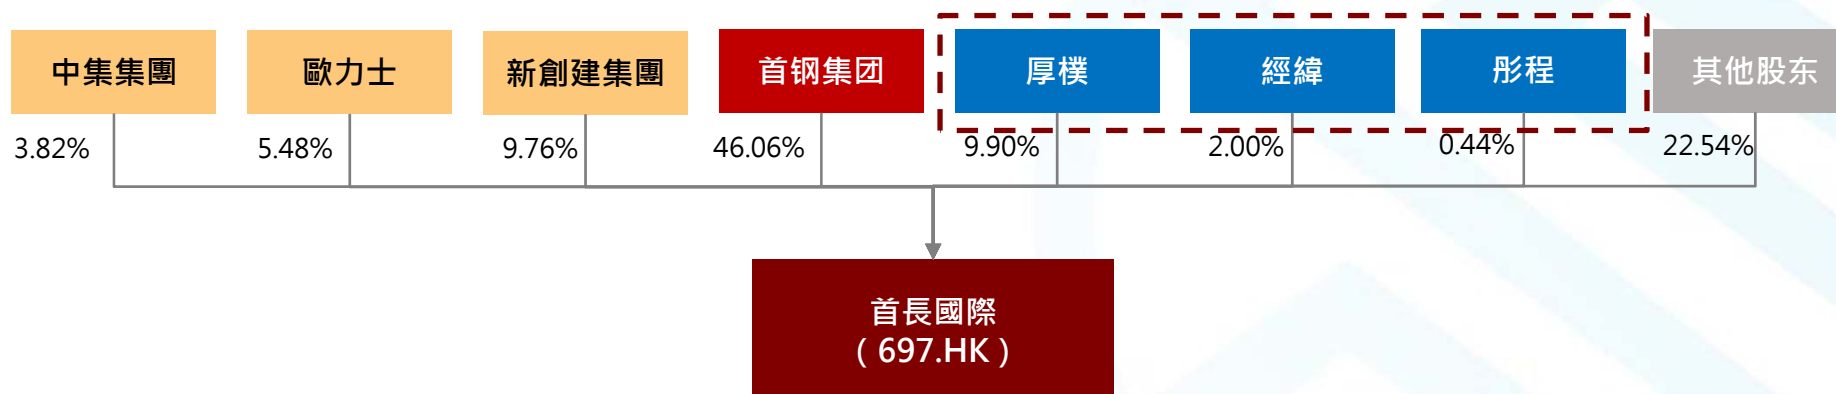 中集集團
歐力士
新創建集團
首钢集团
厚樸
經緯
彤程
其他股东
3.82%
5.48%
9.76%
46.06%
9.90%
2.00%
0.44%
22.54%
首長國際
（697.HK）